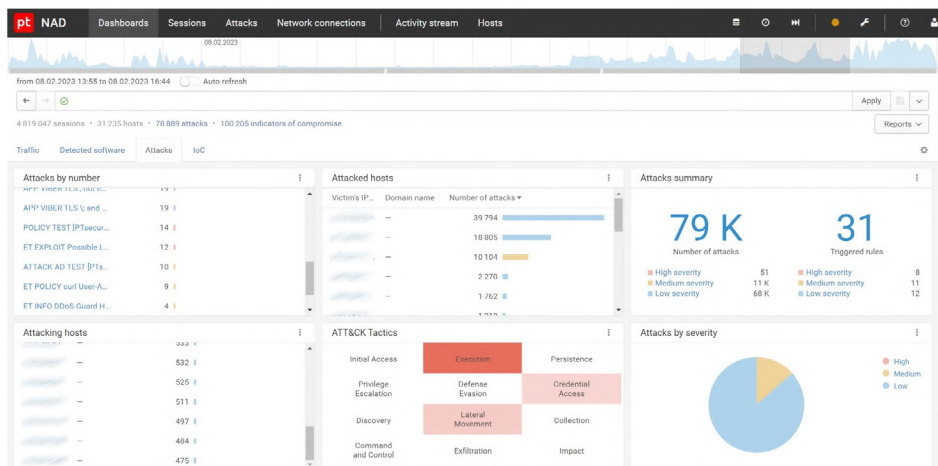 pt NAD Dashboards Sessions Attacks Network connections Activity stream Hosts
08.02.2023
from 08.02.2023 13:55 to 08.02.2023 16:44 Auto-refresh
Apply
4 819 047 sessions • 31 235 hosts • 78 889 attacks • 100 205 indicators of compromise
Reports
Traffic Detected software Attacks IoC
Attacks by number
APP VIBER TLS \; and ... 19
POLICY TEST [PTsecur... 14
ET EXPLOIT Possible L... 12
ATTACK AD TEST [PTs... 10
ET POLICY curl User-A... 9
ET INFO DDoS-Guard H... 4
Attacked hosts
Victim's IP... Domain name Number of attacks
– 39 794
– 18 805
– 10 104
– 2 270
– 1 762
Attacks summary
79 K 31
Number of attacks Triggered rules
High severity 51 High severity 8
Medium severity 11 K Medium severity 11
Low severity 68 K Low severity 12
Attacking hosts
– 532
– 525
– 511
– 497
– 484
– 475
ATT&CK Tactics
Initial Access Execution Persistence
Privilege Escalation Defense Evasion Credential Access
Discovery Lateral Movement Collection
Command and Control Exfiltration Impact
Attacks by severity
High
Medium
Low